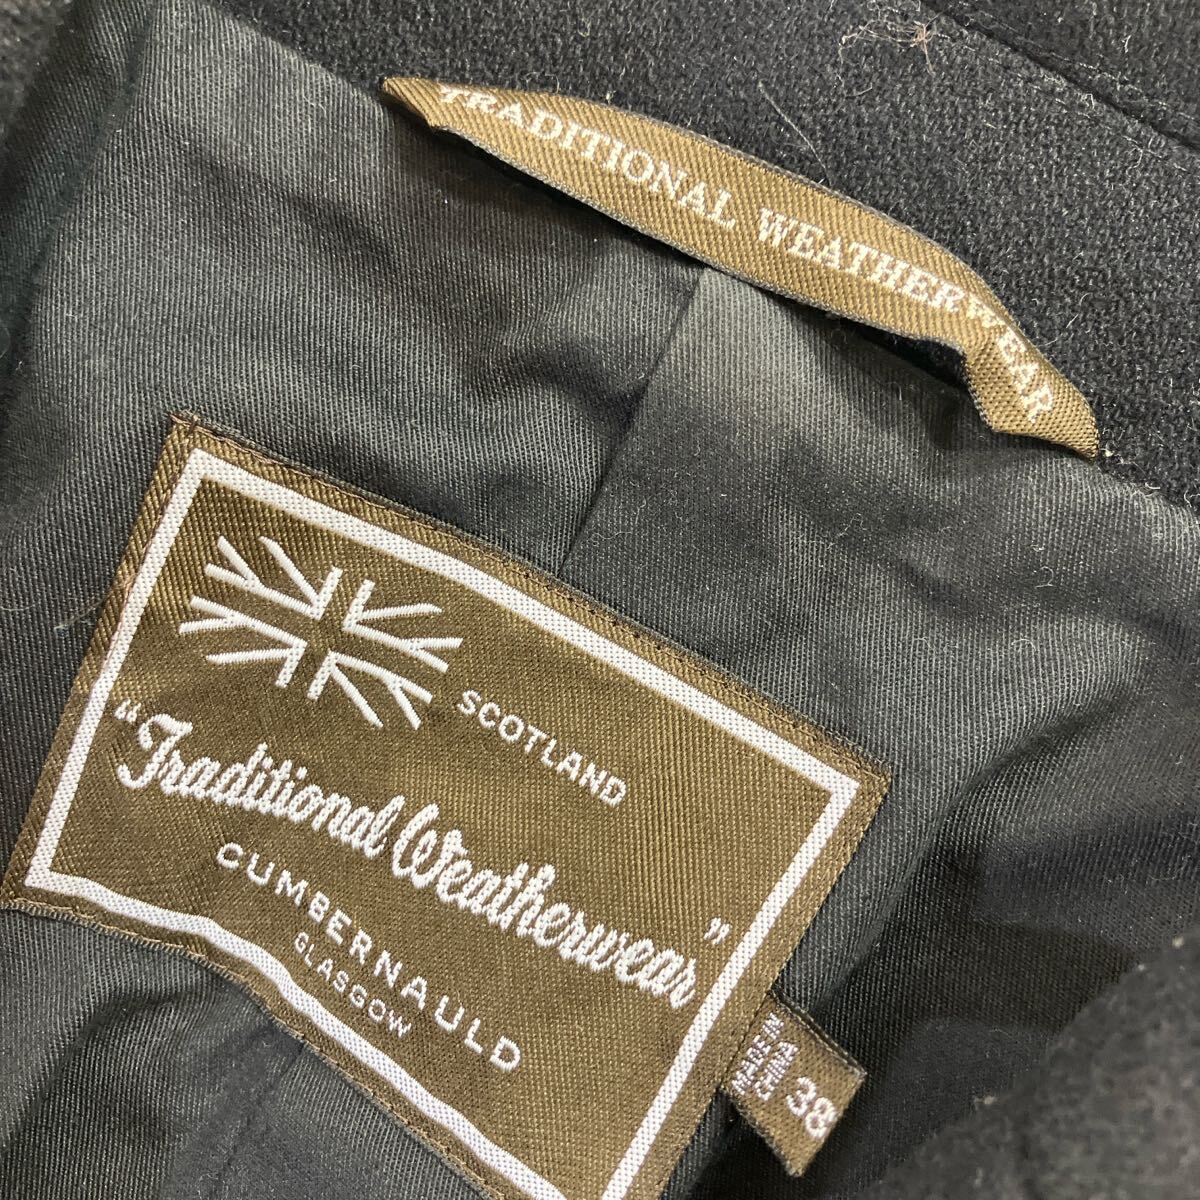 TRADITIONAL WEATHERWEAR
SCOTLAND
"Traditional Weatherwear"
CUMBERNAULD
GLASGOW
38